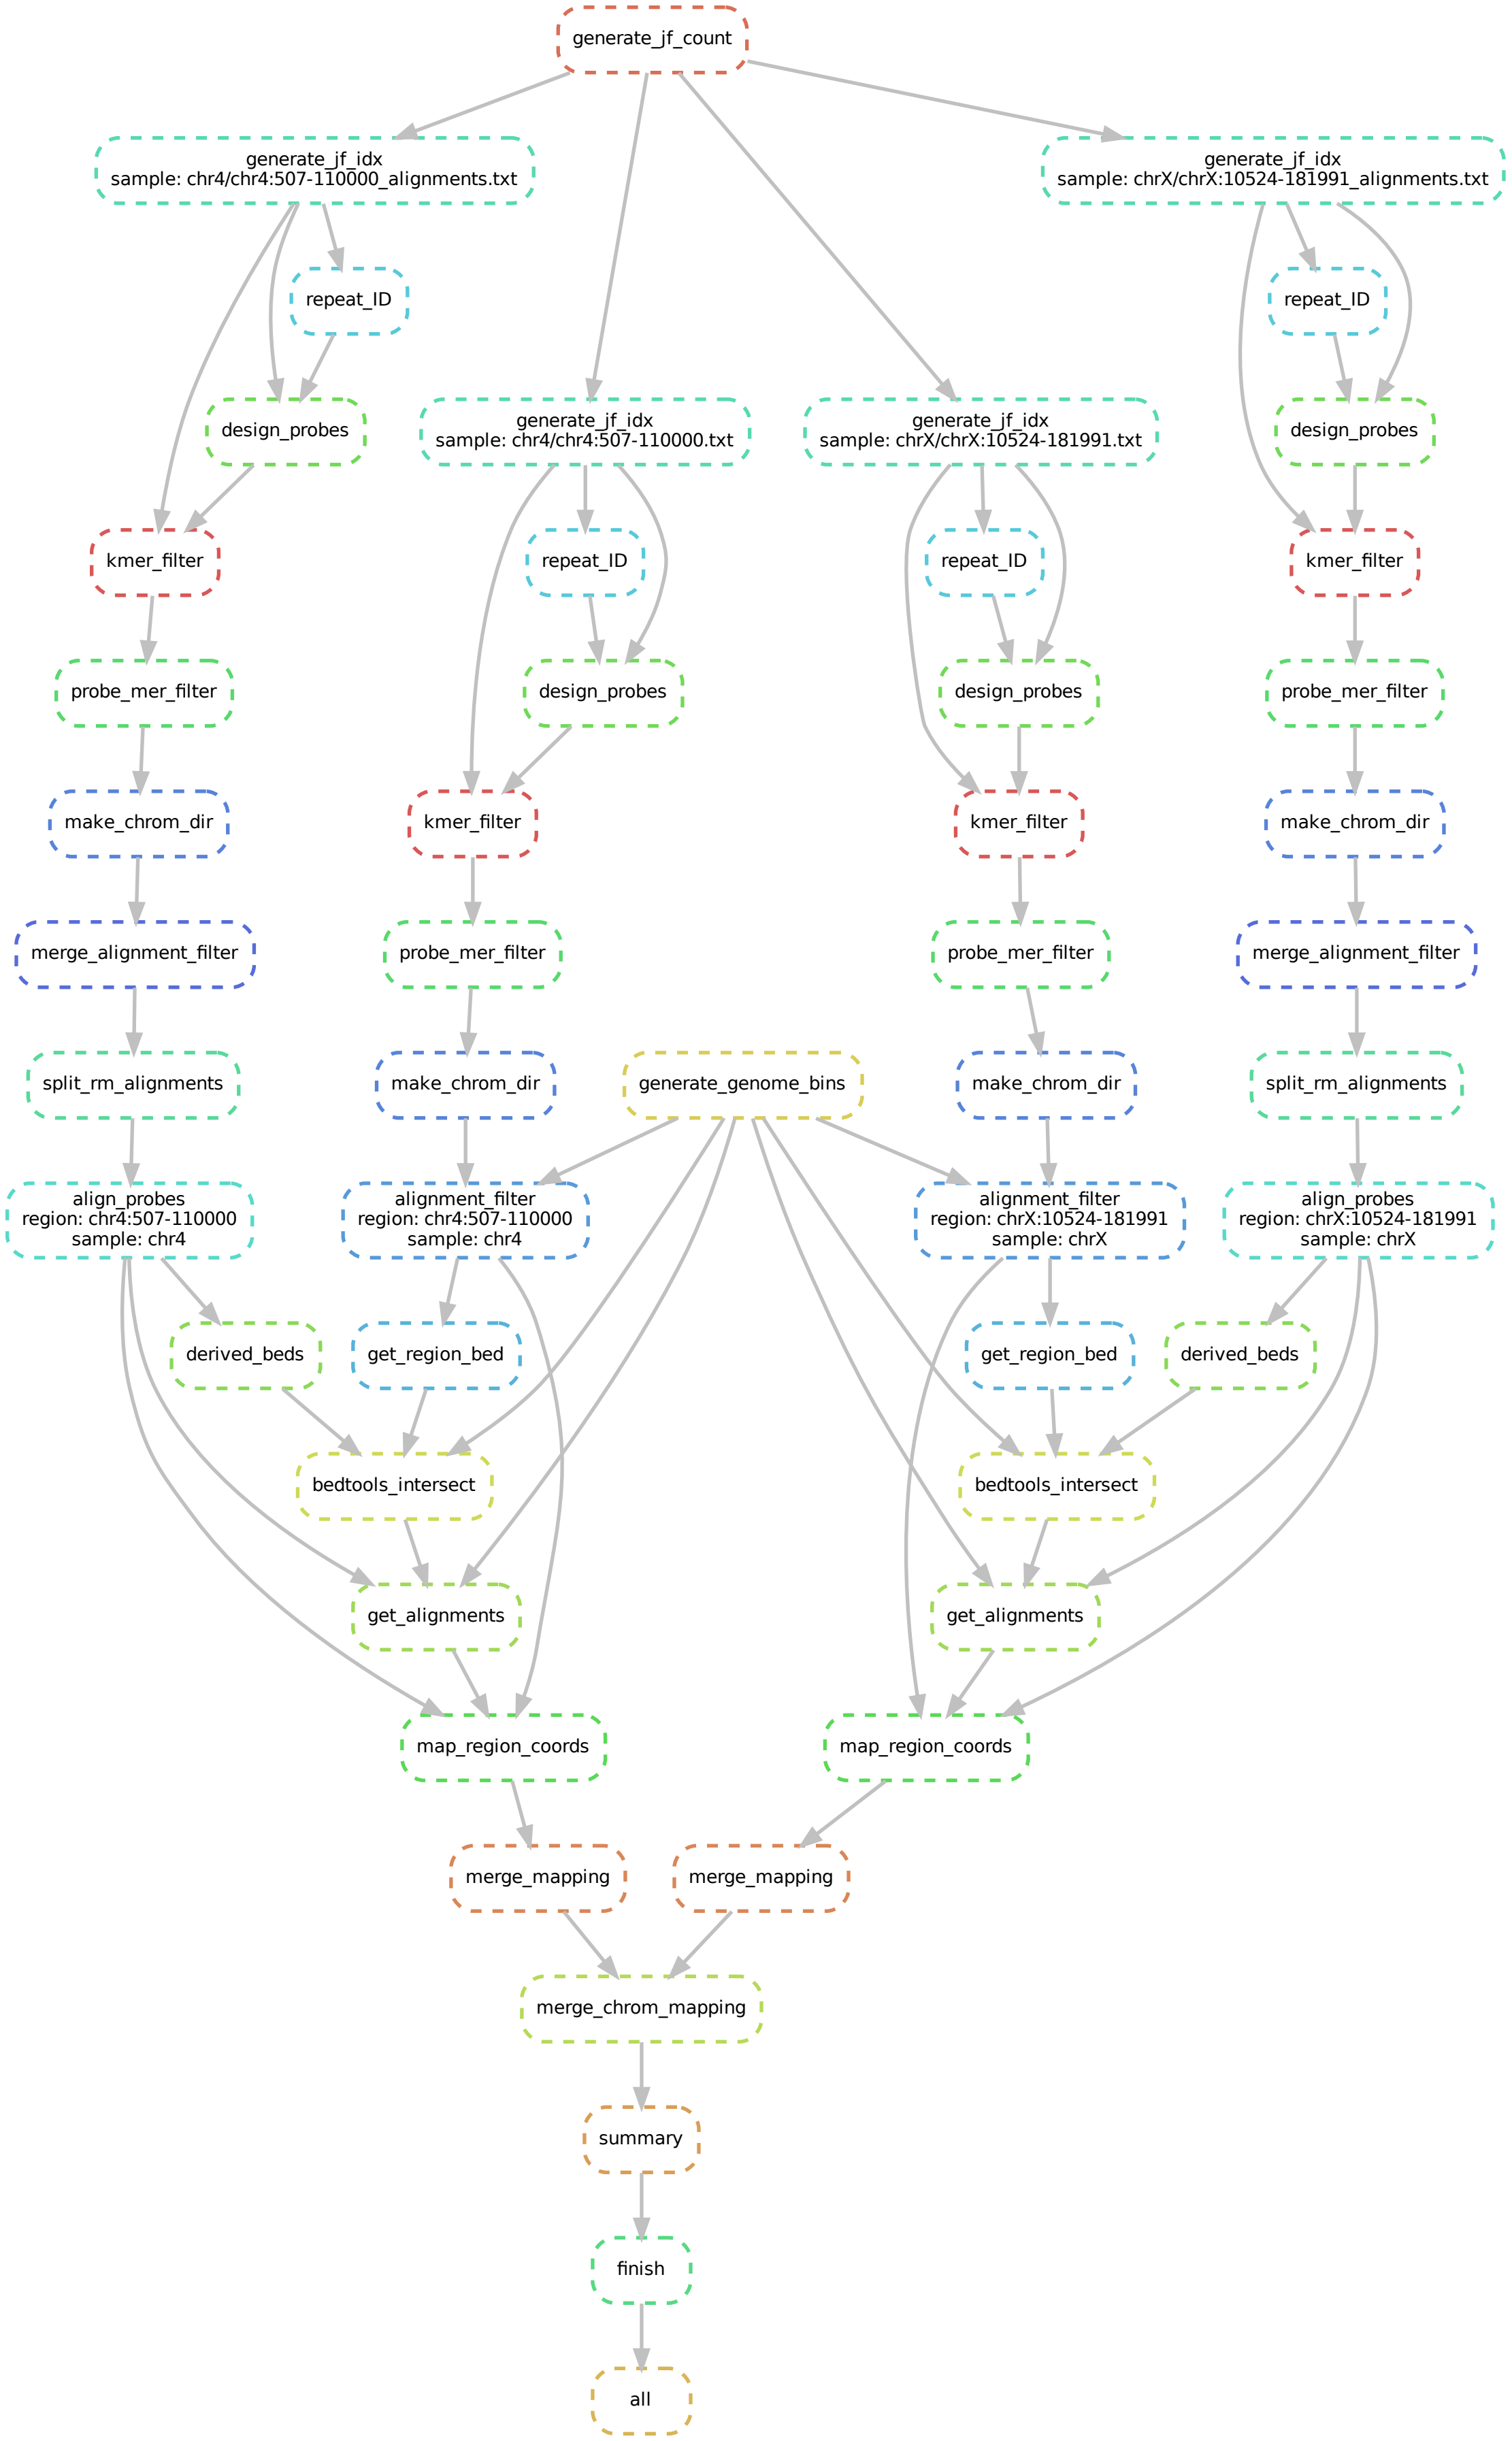 generate_jf_count
generate_jf_idx
sample: chr4/chr4:507-110000_alignments.txt
generate_jf_idx
sample: chrX/chrX:10524-181991_alignments.txt
repeat_ID
repeat_ID
design_probes
generate_jf_idx
sample: chr4/chr4:507-110000.txt
generate_jf_idx
sample: chrX/chrX:10524-181991.txt
design_probes
kmer_filter
repeat_ID
repeat_ID
kmer_filter
probe_mer_filter
design_probes
design_probes
probe_mer_filter
make_chrom_dir
kmer_filter
kmer_filter
make_chrom_dir
merge_alignment_filter
probe_mer_filter
probe_mer_filter
merge_alignment_filter
split_rm_alignments
make_chrom_dir
generate_genome_bins
make_chrom_dir
split_rm_alignments
align_probes
region: chr4:507-110000
sample: chr4
alignment_filter
region: chr4:507-110000
sample: chr4
alignment_filter
region: chrX:10524-181991
sample: chrX
align_probes
region: chrX:10524-181991
sample: chrX
derived_beds
get_region_bed
get_region_bed
derived_beds
bedtools_intersect
bedtools_intersect
get_alignments
get_alignments
map_region_coords
map_region_coords
merge_mapping
merge_mapping
merge_chrom_mapping
summary
finish
all